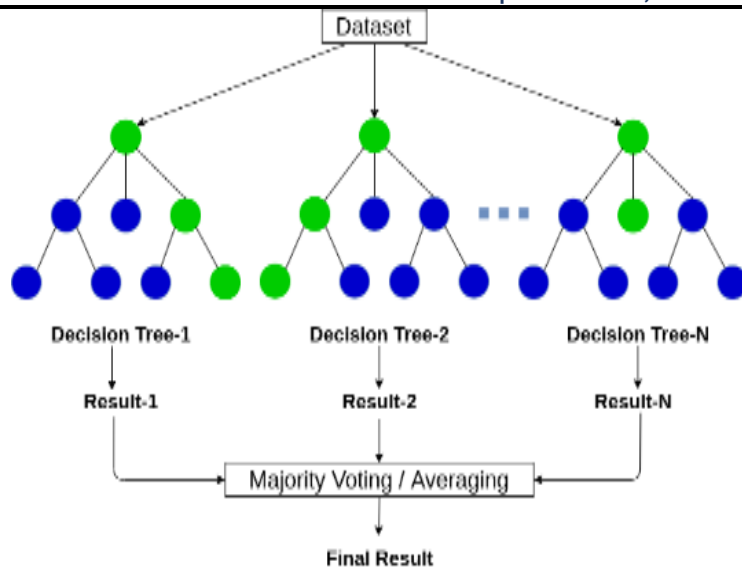 Dataset
Decision Tree-1 Decision Tree-2 Decision Tree-N
Result-1 Result-2 Result-N
Majority Voting / Averaging
Final Result